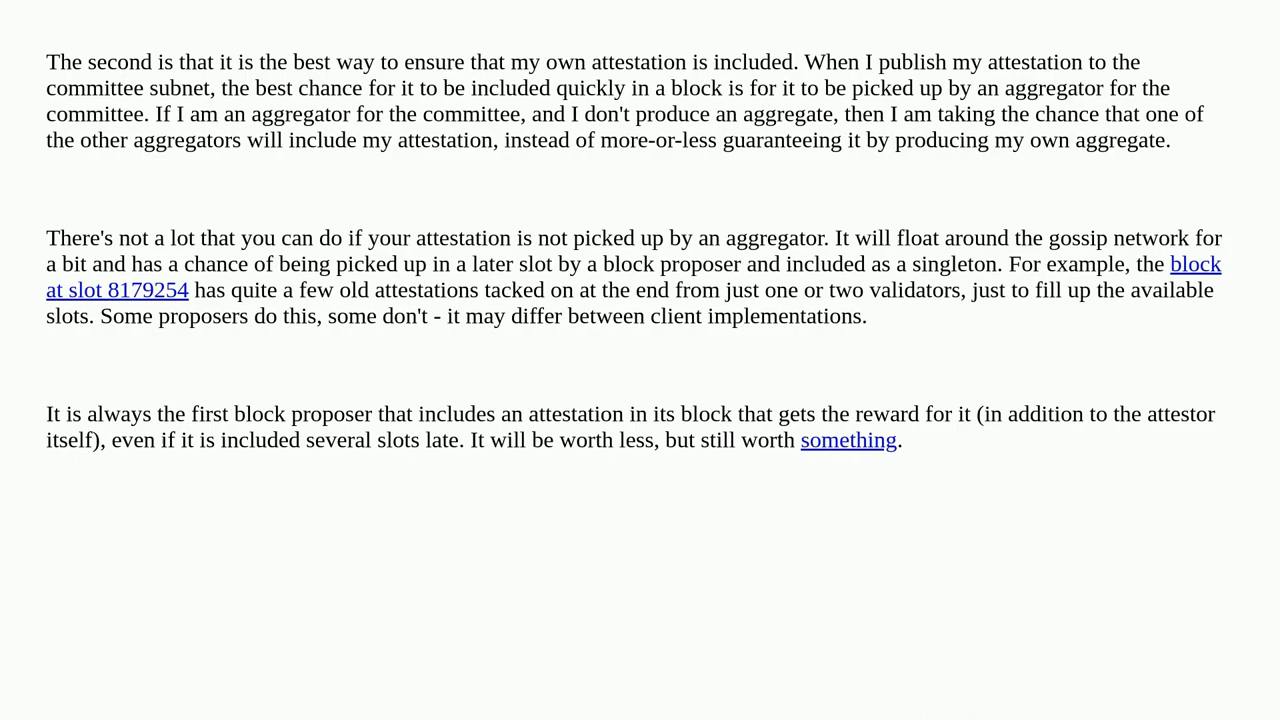 The second is that it is the best way to ensure that my own attestation is included. When I publish my attestation to the
committee subnet, the best chance for it to be included quickly in a block is for it to be picked up by an aggregator for the
committee. If I am an aggregator for the committee, and I don't produce an aggregate, then I am taking the chance that one of
the other aggregators will include my attestation, instead of more-or-less guaranteeing it by producing my own aggregate.
There's not a lot that you can do if your attestation is not picked up by an aggregator. It will float around the gossip network for
a bit and has a chance of being picked up in a later slot by a block proposer and included as a singleton. For example, the block
at slot 8179254 has quite a few old attestations tacked on at the end from just one or two validators, just to fill up the available
slots. Some proposers do this, some don't - it may differ between client implementations.
It is always the first block proposer that includes an attestation in its block that gets the reward for it (in addition to the attestor
itself), even if it is included several slots late. It will be worth less, but still worth something.